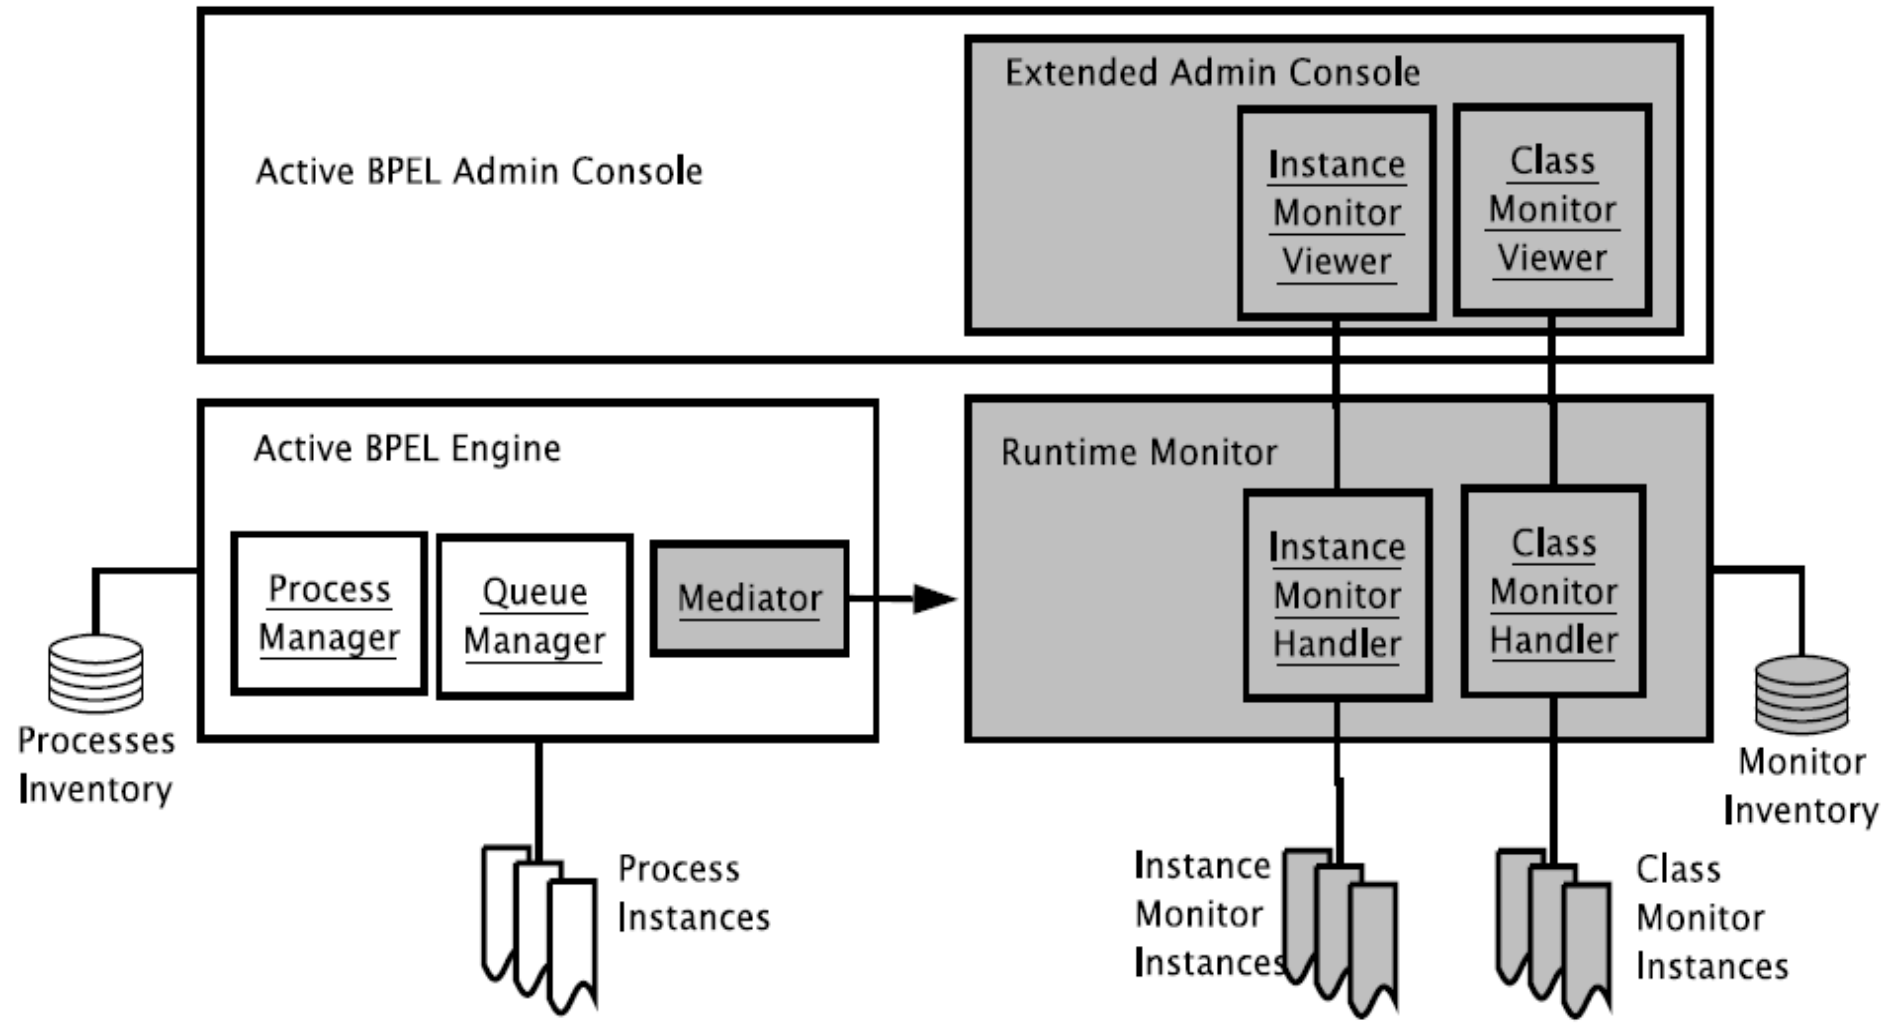 Extended Admin Console
Active BPEL Admin Console
Instance
Monitor
Viewer
Class
Monitor
Viewer
Active BPEL Engine
Process
Manager
Queue
Manager
Mediator
Runtime Monitor
Instance
Monitor
Handler
Class
Monitor
Handler
Processes
Inventory
Monitor
Inventory
Process
Instances
Instance
Monitor
Instances
Class
Monitor
Instances